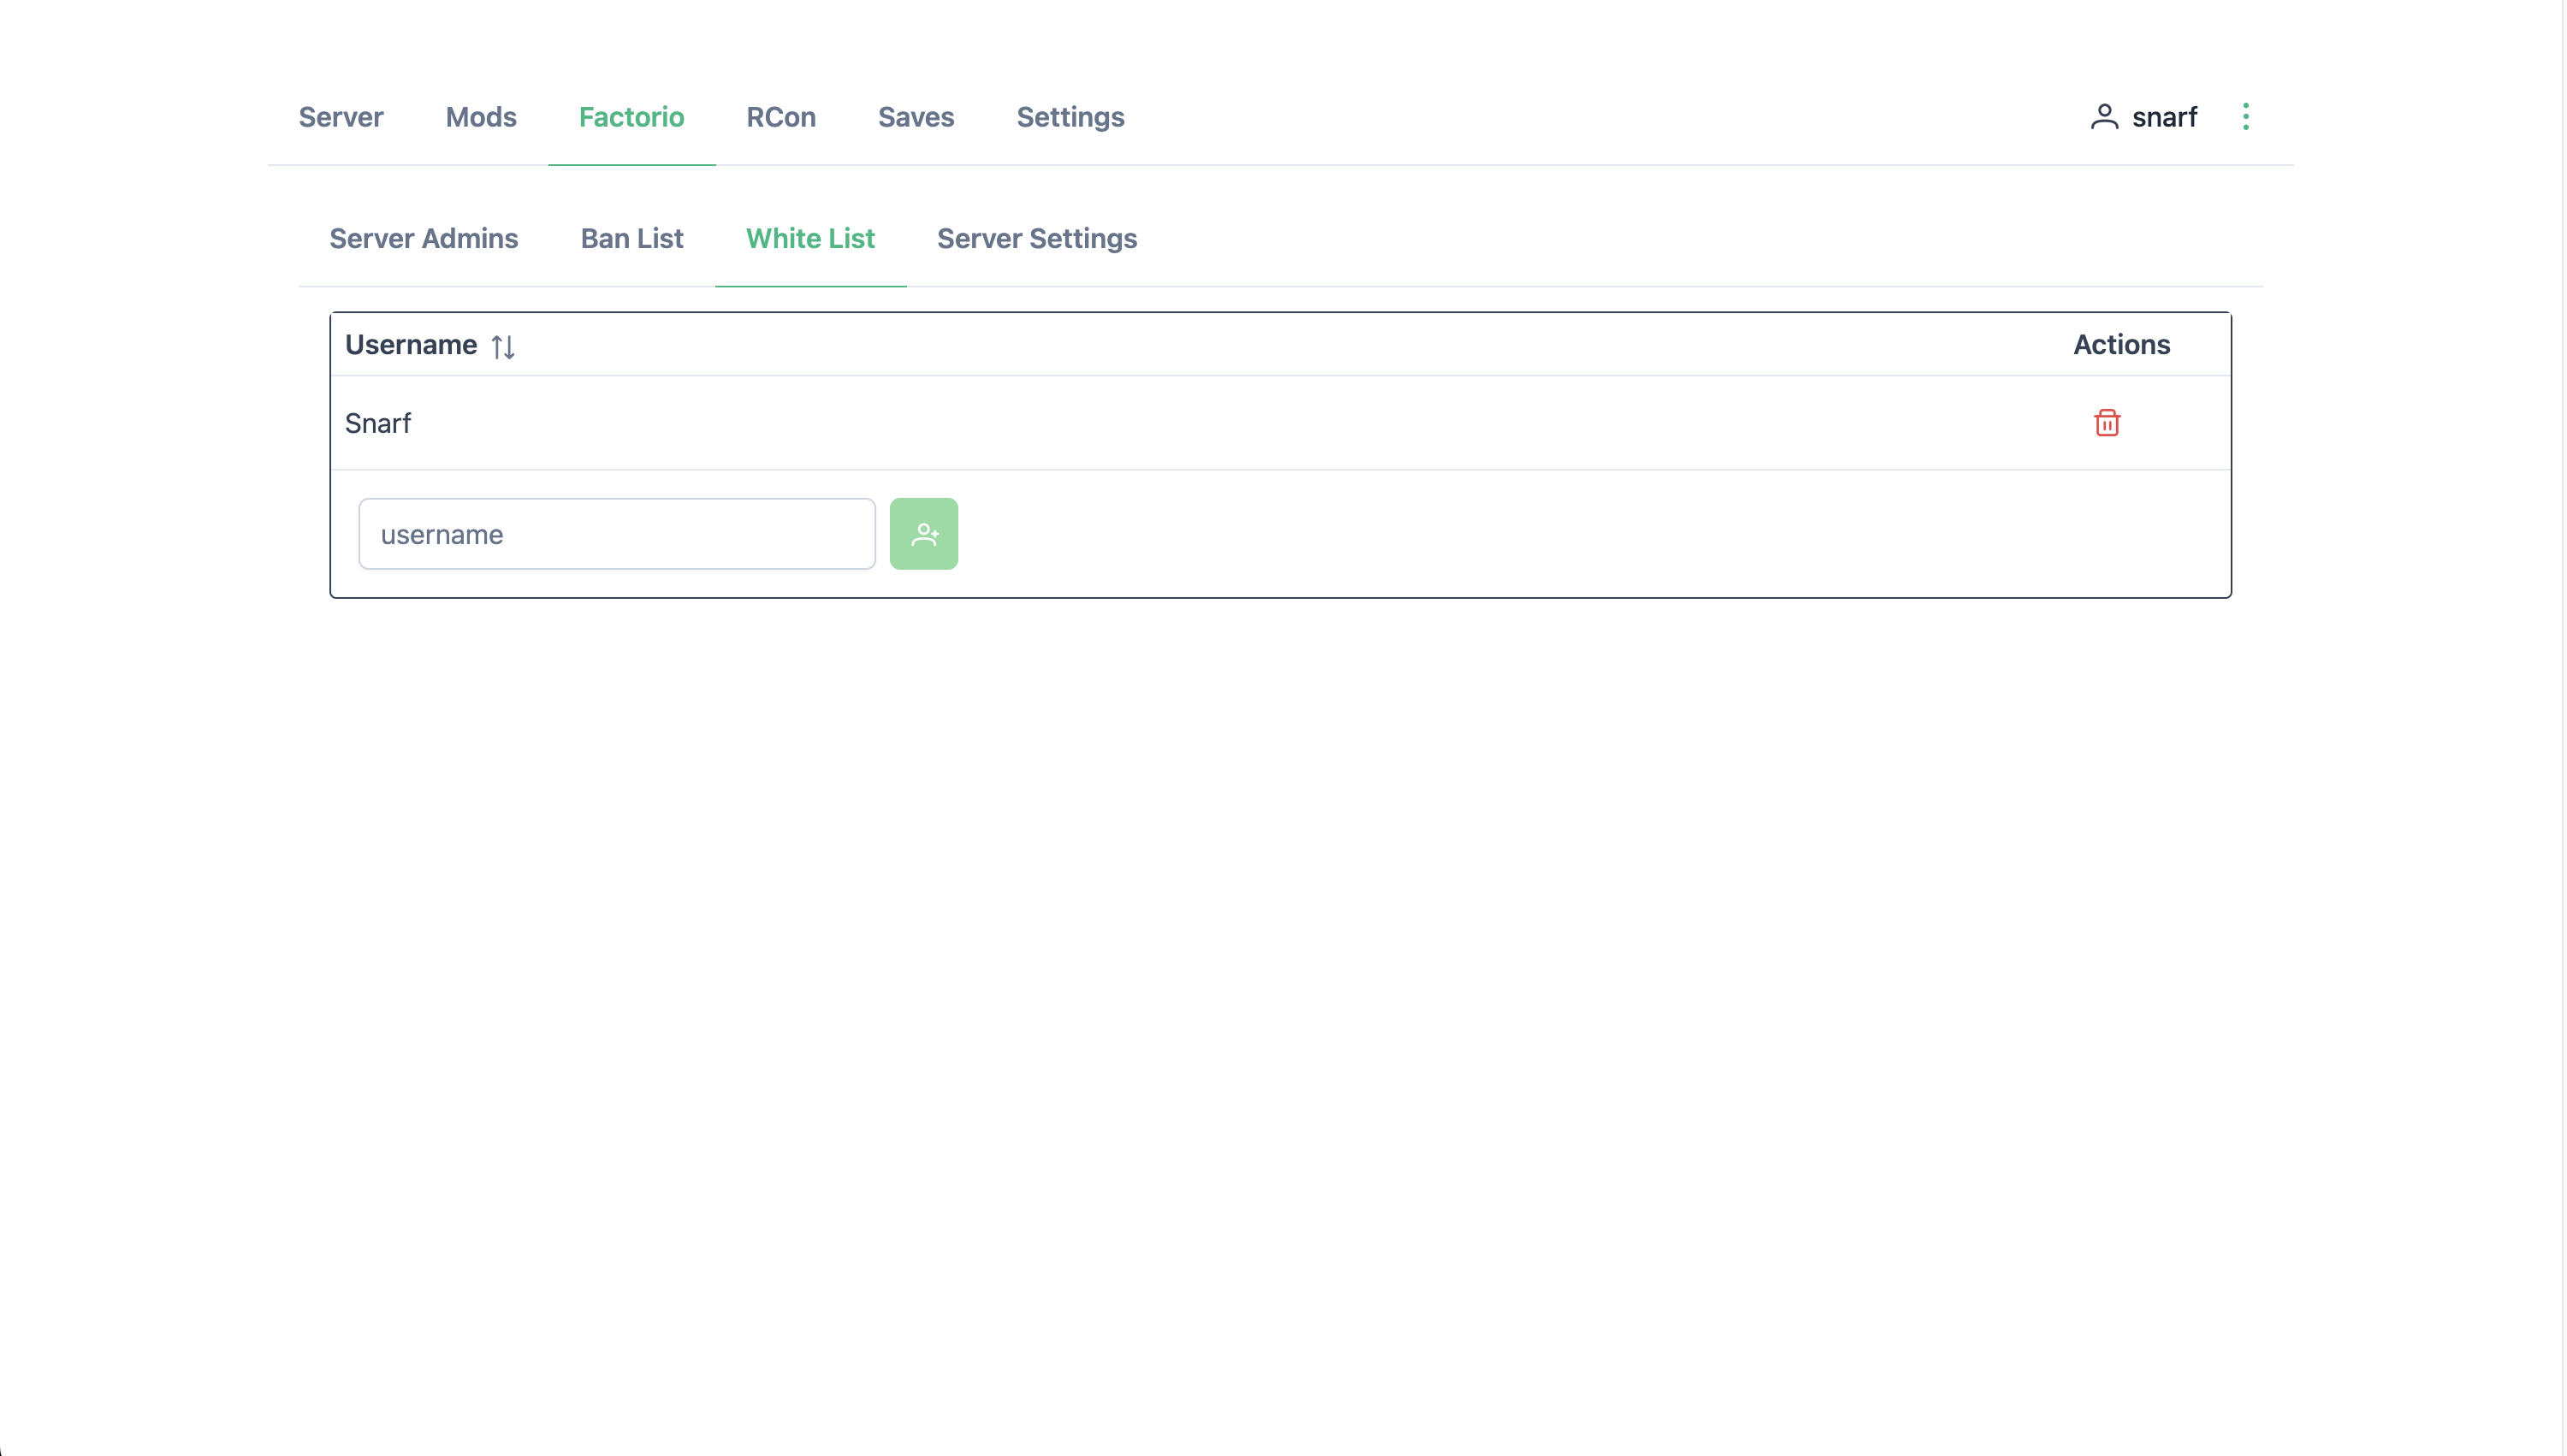 Server Mods Factorio RCon Saves Settings snarf
Server Admins Ban List White List Server Settings
Username Actions
Snarf
username